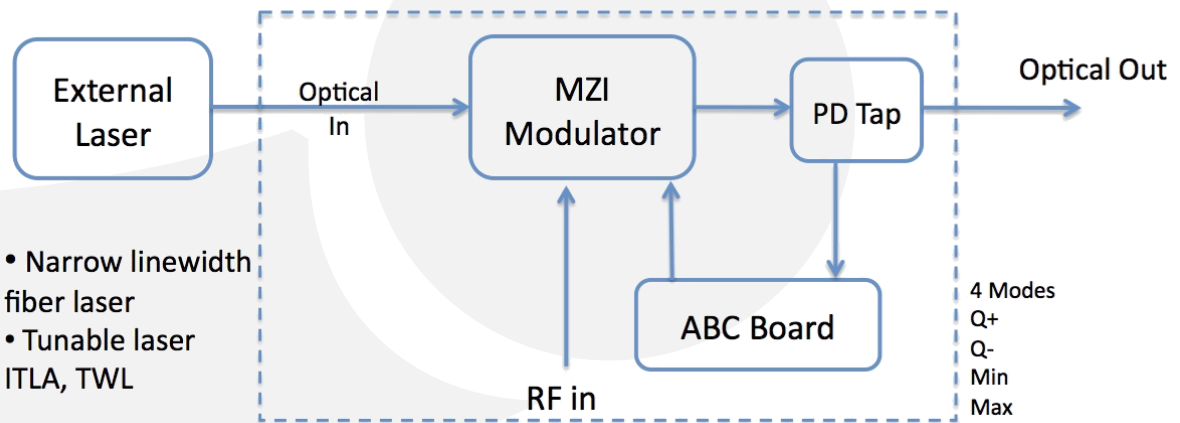 External
Laser
Optical
In
MZI
Modulator
PD Tap
Optical Out
• Narrow linewidth
fiber laser
• Tunable laser
ITLA, TWL
ABC Board
RF in
4 Modes
Q+
Q-
Min
Max